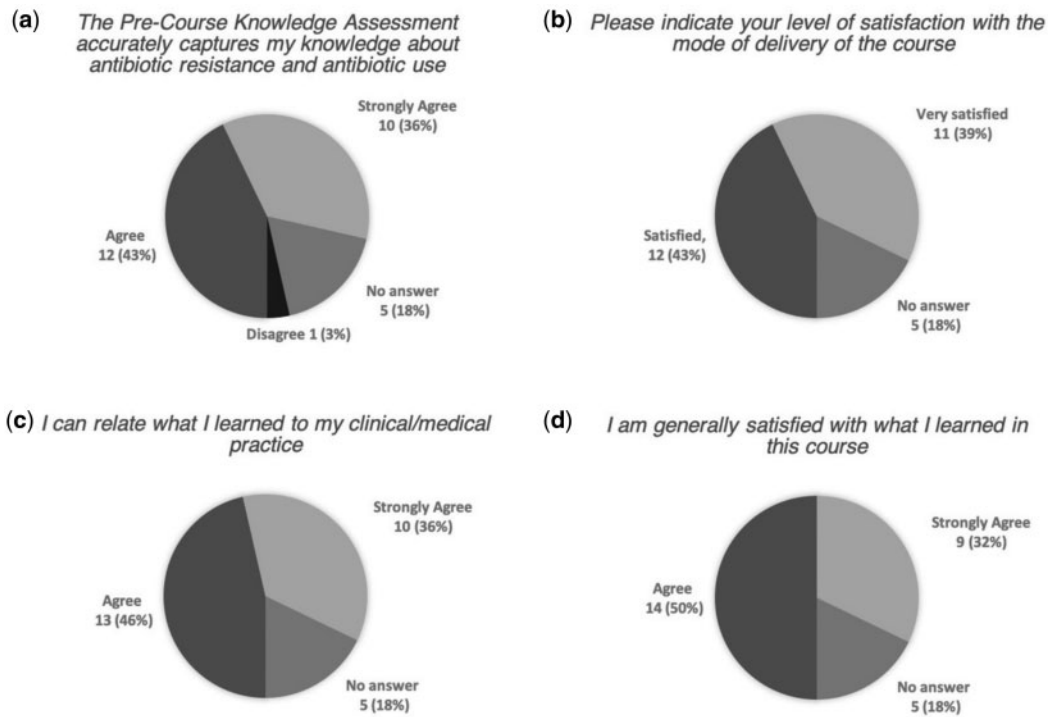 (a) The Pre-Course Knowledge Assessment
accurately captures my knowledge about
antibiotic resistance and antibiotic use
Strongly Agree
10 (36%)
Agree
12 (43%)
No answer
5 (18%)
Disagree 1 (3%)
(b) Please indicate your level of satisfaction with the
mode of delivery of the course
Very satisfied
11 (39%)
Satisfied,
12 (43%)
No answer
5 (18%)
(c) I can relate what I learned to my clinical/medical
practice
Strongly Agree
10 (36%)
Agree
13 (46%)
No answer
5 (18%)
(d) I am generally satisfied with what I learned in
this course
Strongly Agree
9 (32%)
Agree
14 (50%)
No answer
5 (18%)